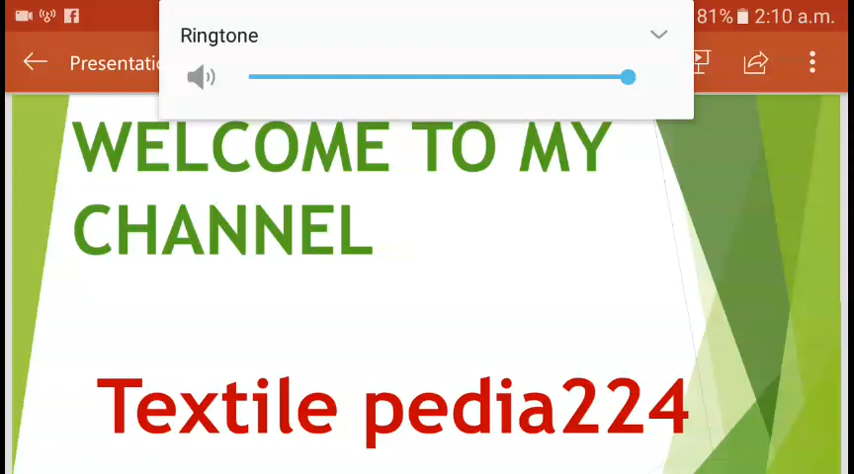 81% 2:10 a.m.
Ringtone
Presentatio
WELCOME TO MY
CHANNEL
Textile pedia224